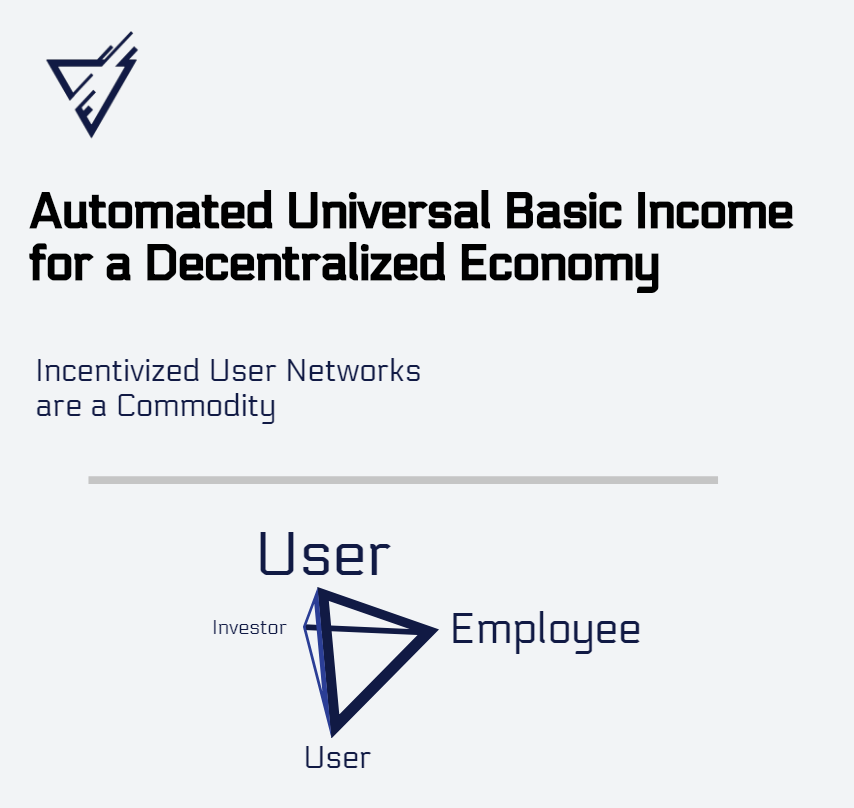 Automated Universal Basic Income
for a Decentralized Economy
Incentivized User Networks
are a Commodity
User
Investor
Employee
User